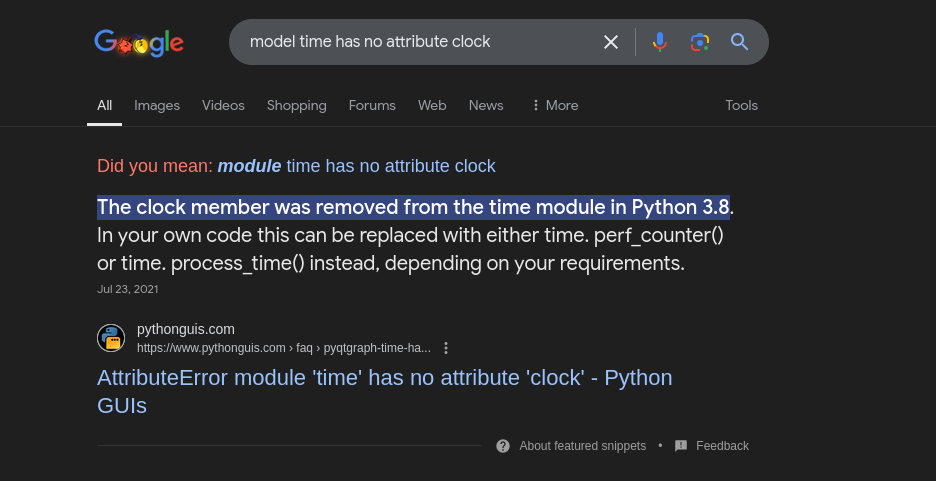 Google
model time has no attribute clock
All Images Videos Shopping Forums Web News More Tools
Did you mean: module time has no attribute clock
The clock member was removed from the time module in Python 3.8.
In your own code this can be replaced with either time. perf_counter()
or time. process_time() instead, depending on your requirements.
Jul 23, 2021
pythonguis.com
https://www.pythonguis.com › faq › pyqtgraph-time-ha...
AttributeError module 'time' has no attribute 'clock' - Python
GUIs
About featured snippets • Feedback